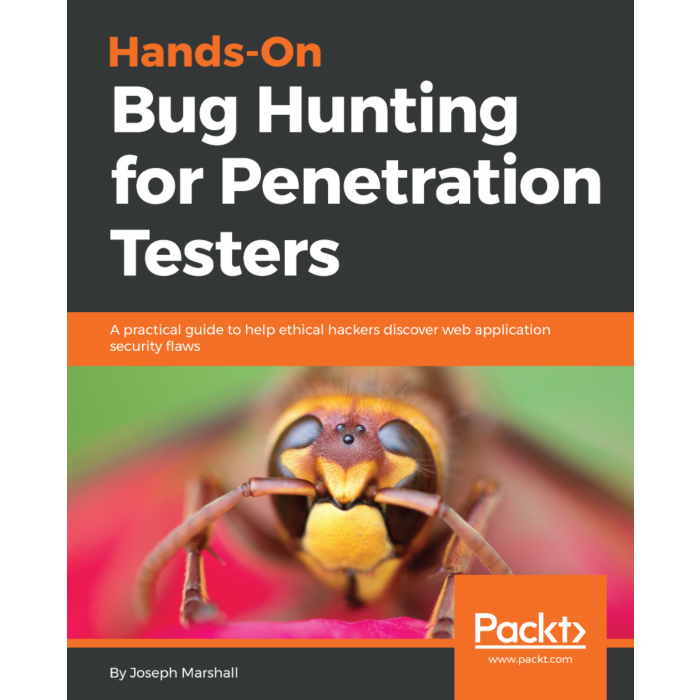 Hands-On
Bug Hunting
for Penetration
Testers
A practical guide to help ethical hackers discover web application
security flaws
By Joseph Marshall
Packt>
www.packt.com